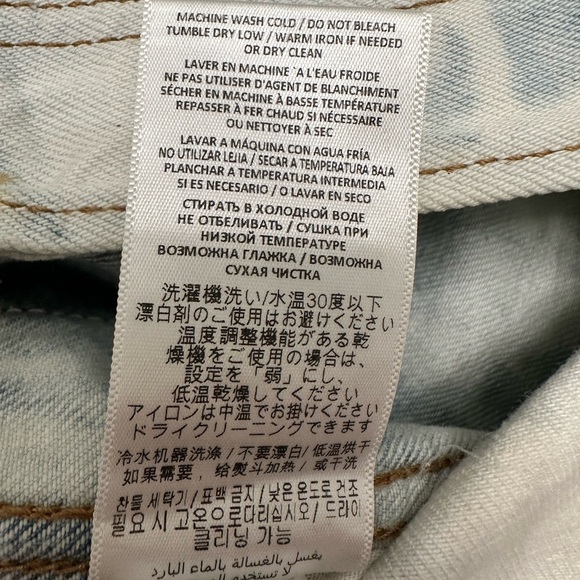 MACHINE WASH COLD / DO NOT BLEACH
TUMBLE DRY LOW / WARM IRON IF NEEDED
OR DRY CLEAN
LAVER EN MACHINE `A L'EAU FROIDE
NE PAS UTILISER D'AGENT DE BLANCHIMENT
SÉCHER EN MACHINE À BASSE TEMPÉRATURE
REPASSER À FER CHAUD SI NÉCESSAIRE
OU NETTOYER À SEC
LAVAR A MÁQUINA CON AGUA FRÍA
NO UTILIZAR LEJIA / SECAR A TEMPERATURA BAJA
PLANCHAR A TEMPERATURA INTERMEDIA
SI ES NECESARIO / O LAVAR EN SECO
СТИРАТЬ В ХОЛОДНОЙ ВОДЕ
НЕ ОТБЕЛИВАТЬ / СУШКА ПРИ
НИЗКОЙ ТЕМПЕРАТУРЕ
ВОЗМОЖНА ГЛАЖКА / ВОЗМОЖНА
СУХАЯ ЧИСТКА
洗濯機洗い/水温30度以下
漂白剤のご使用はお避けください
温度調整機能がある乾
燥機をご使用の場合は、
設定を「弱」にし、
低温乾燥してください
アイロンは中温でお掛けください
ドライクリーニングできます
冷水机器洗涤 / 不要漂白/ 低温烘干
如果需要，给熨斗加热 / 或干洗
찬물 세탁기 / 표백 금지 / 낮은 온도로 건조
필요 시 고온으로다리십시오 / 드라이
클리닝 가능
يغسل بالغسالة بالماء البارد